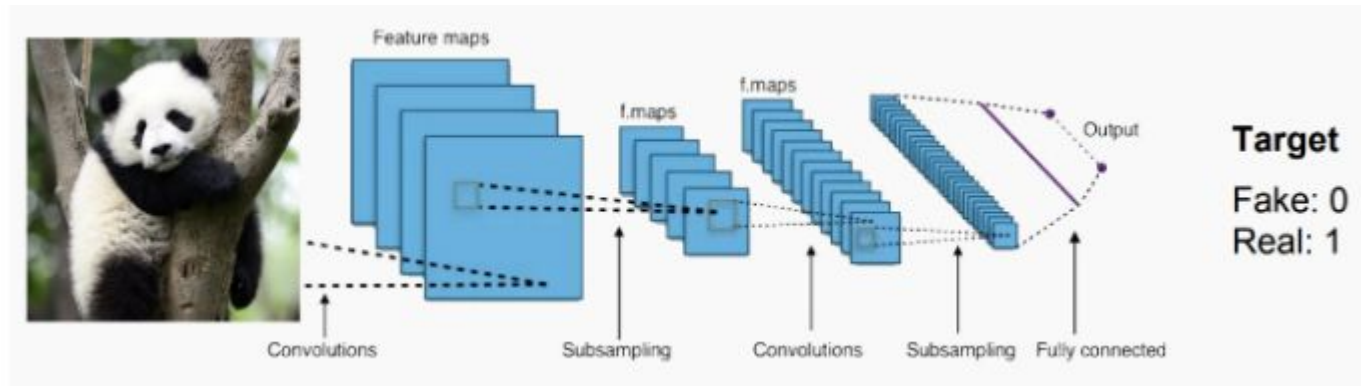 Feature maps
f.maps
f.maps
Output
Target
Fake: 0
Real: 1
Convolutions
Subsampling
Convolutions
Subsampling
Fully connected